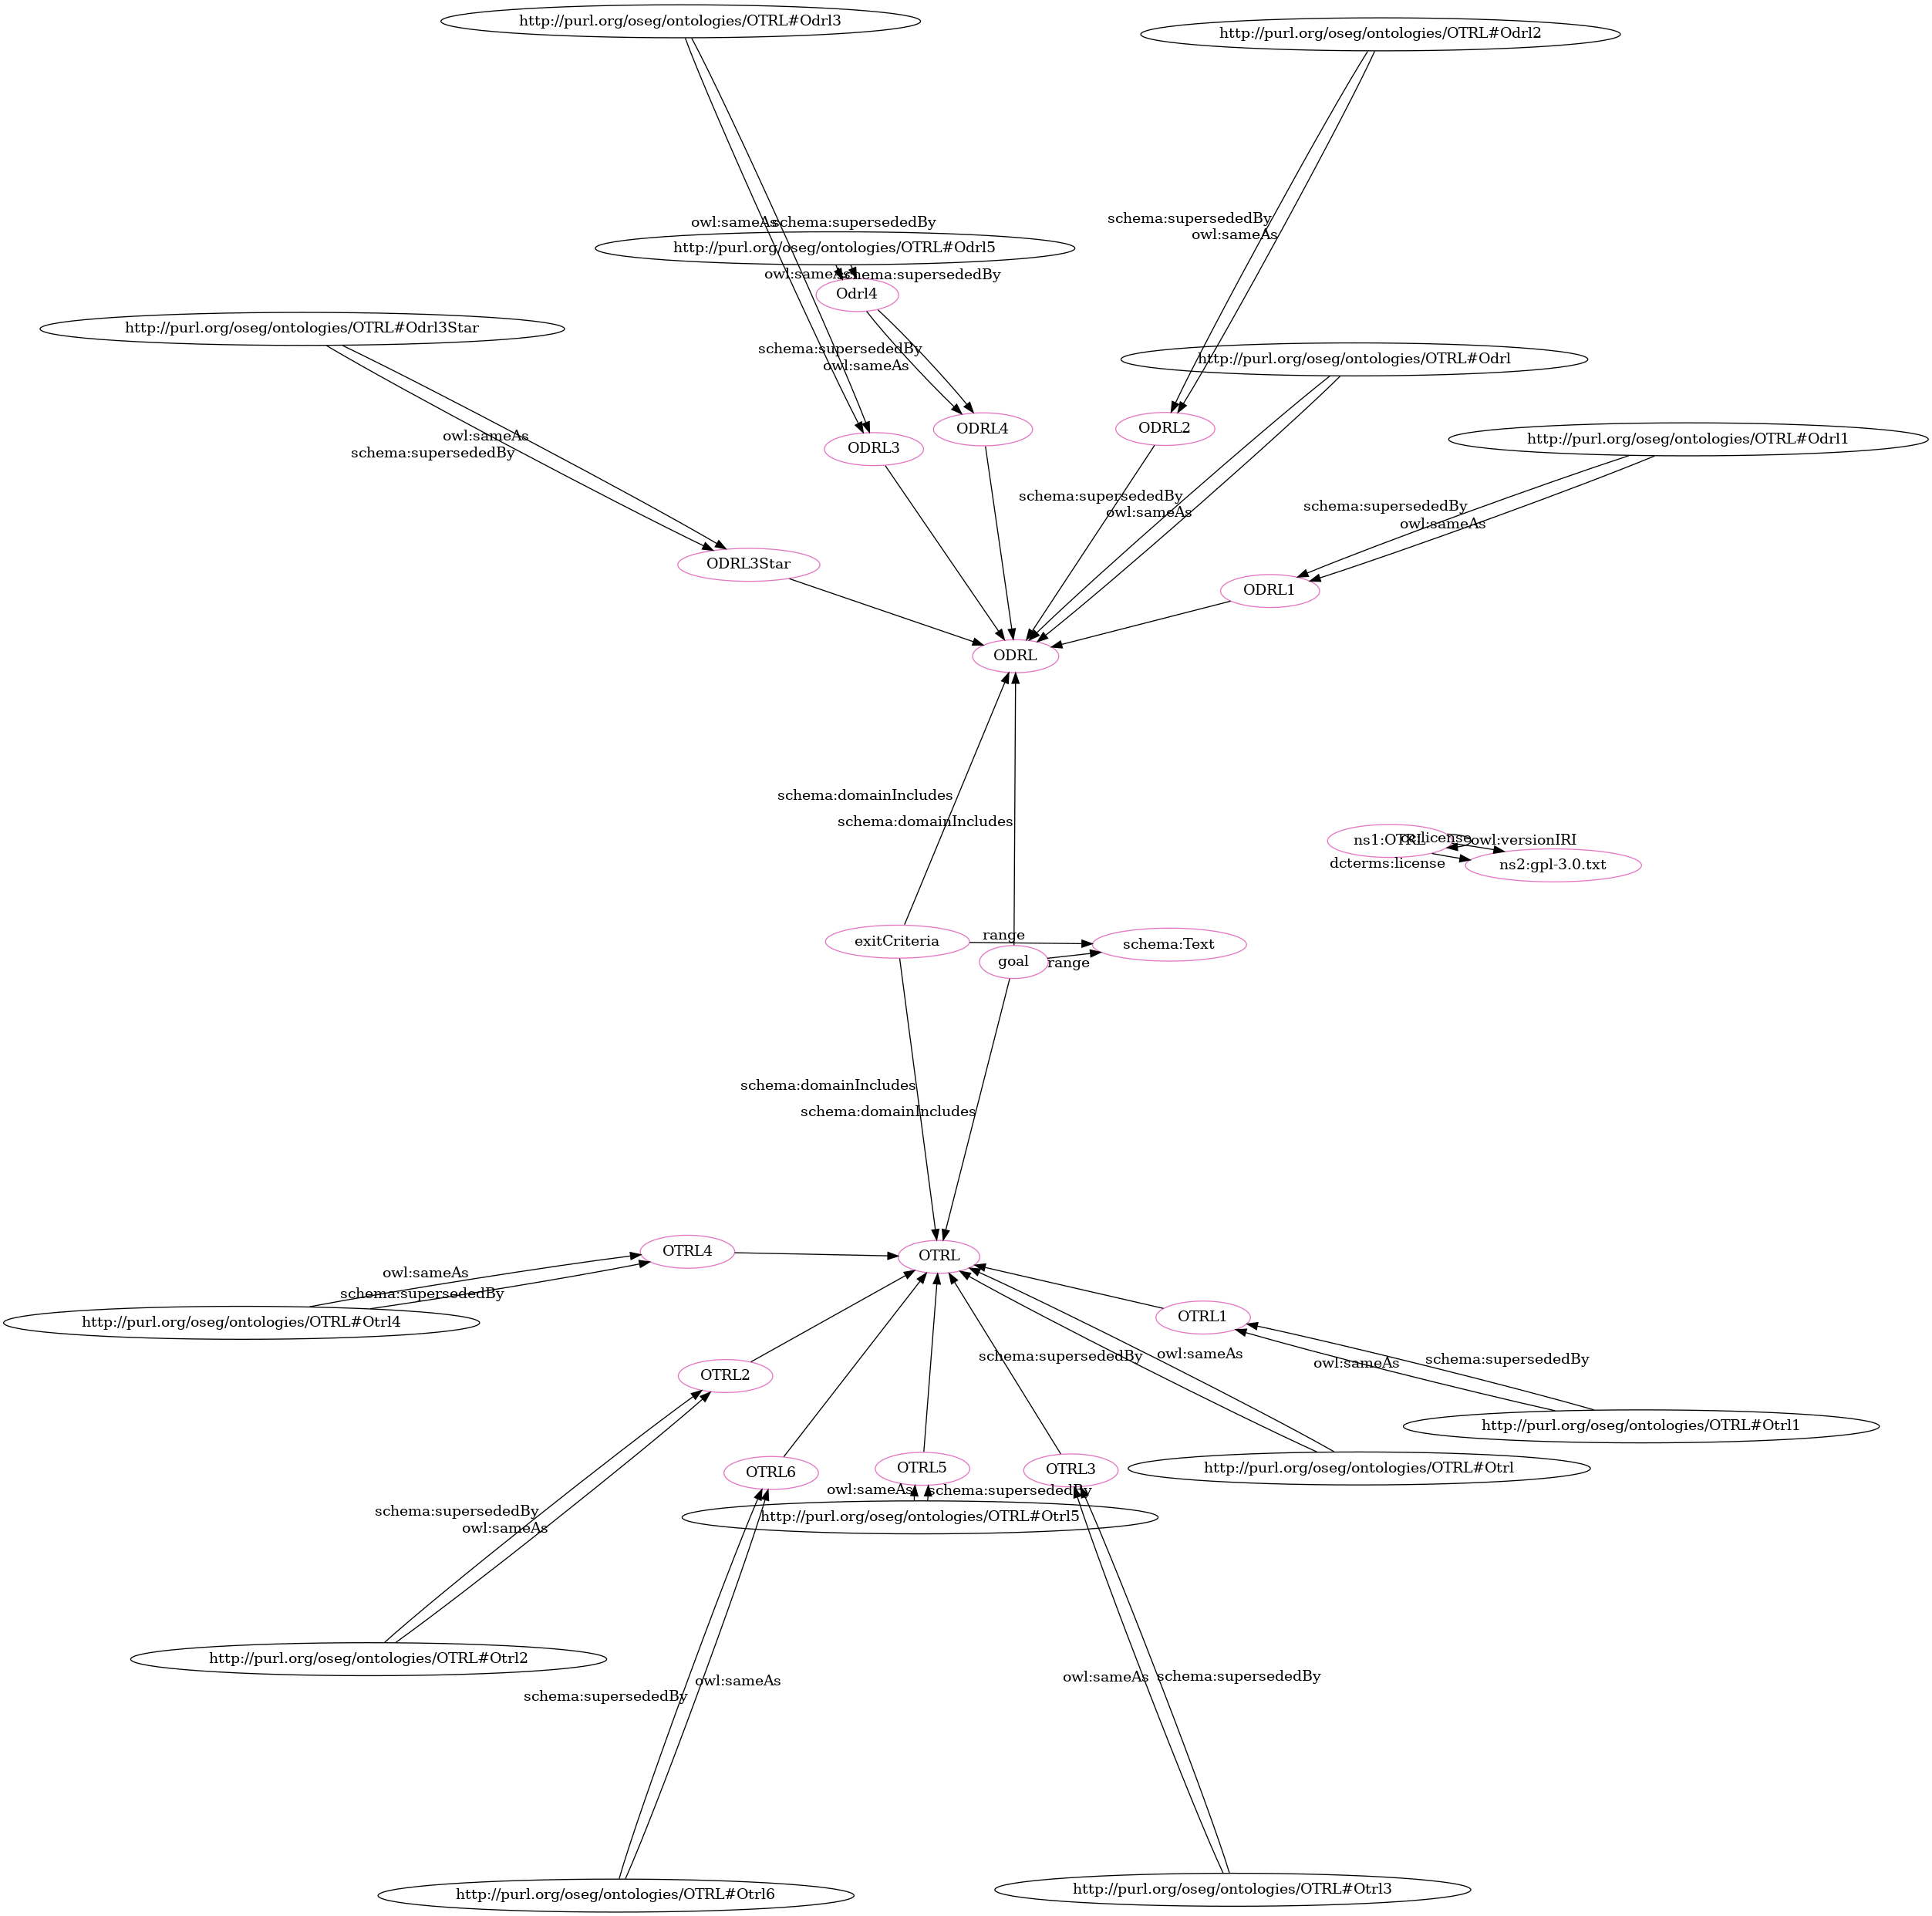 http://purl.org/oseg/ontologies/OTRL#Odrl3
http://purl.org/oseg/ontologies/OTRL#Odrl2
schema:supersededBy
owl:sameAs
schema:supersededBy
owl:sameAs
http://purl.org/oseg/ontologies/OTRL#Odrl5
owl:sameAs
schema:supersededBy
Odrl4
http://purl.org/oseg/ontologies/OTRL#Odrl3Star
schema:supersededBy
owl:sameAs
http://purl.org/oseg/ontologies/OTRL#Odrl
ODRL4
ODRL2
http://purl.org/oseg/ontologies/OTRL#Odrl1
owl:sameAs
schema:supersededBy
ODRL3
schema:supersededBy
owl:sameAs
schema:supersededBy
owl:sameAs
ODRL3Star
ODRL1
ODRL
schema:domainIncludes
schema:domainIncludes
ns1:OTRL
cc:license
owl:versionIRI
dcterms:license
ns2:gpl-3.0.txt
exitCriteria
range
schema:Text
goal
range
schema:domainIncludes
schema:domainIncludes
OTRL4
OTRL
owl:sameAs
schema:supersededBy
http://purl.org/oseg/ontologies/OTRL#Otrl4
OTRL1
schema:supersededBy
owl:sameAs
owl:sameAs
schema:supersededBy
OTRL2
http://purl.org/oseg/ontologies/OTRL#Otrl1
OTRL6
OTRL5
OTRL3
http://purl.org/oseg/ontologies/OTRL#Otrl
owl:sameAs
schema:supersededBy
http://purl.org/oseg/ontologies/OTRL#Otrl5
schema:supersededBy
owl:sameAs
http://purl.org/oseg/ontologies/OTRL#Otrl2
owl:sameAs
schema:supersededBy
owl:sameAs
schema:supersededBy
http://purl.org/oseg/ontologies/OTRL#Otrl6
http://purl.org/oseg/ontologies/OTRL#Otrl3